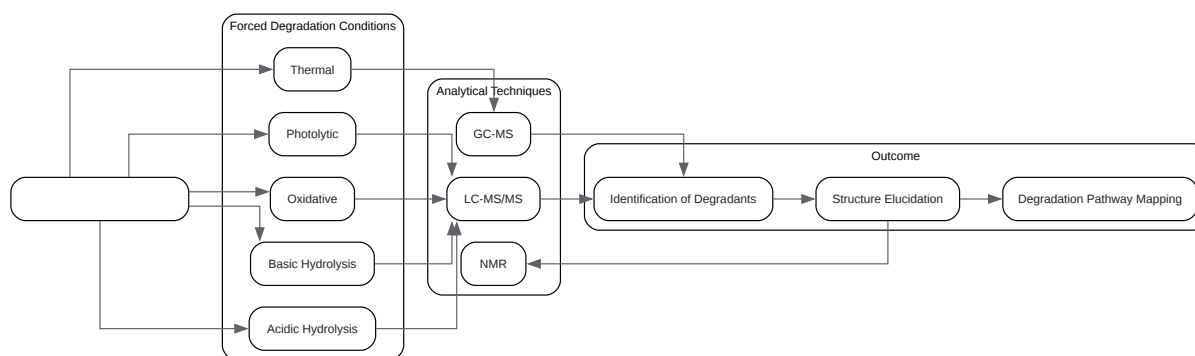 Forced Degradation Conditions
Thermal
Photolytic
Oxidative
Basic Hydrolysis
Acidic Hydrolysis
Analytical Techniques
GC-MS
LC-MS/MS
NMR
Outcome
Identification of Degradants
Structure Elucidation
Degradation Pathway Mapping